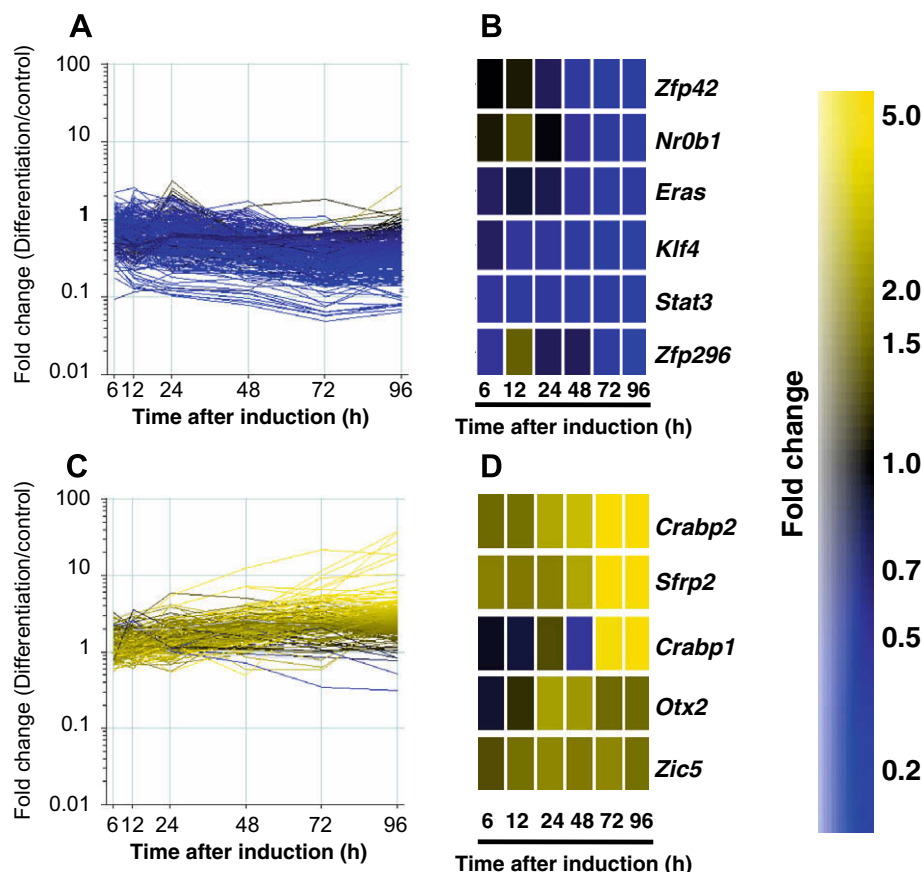 A
Fold change (Differentiation/control)
100
10
1
0.1
0.01
6 12 24 48 72 96
Time after induction (h)
B
Zfp42
Nr0b1
Eras
Klf4
Stat3
Zfp296
6 12 24 48 72 96
Time after induction (h)
C
Fold change (Differentiation/control)
100
10
1
0.1
0.01
6 12 24 48 72 96
Time after induction (h)
D
Crabp2
Sfrp2
Crabp1
Otx2
Zic5
6 12 24 48 72 96
Time after induction (h)
Fold change
5.0
2.0
1.5
1.0
0.7
0.5
0.2